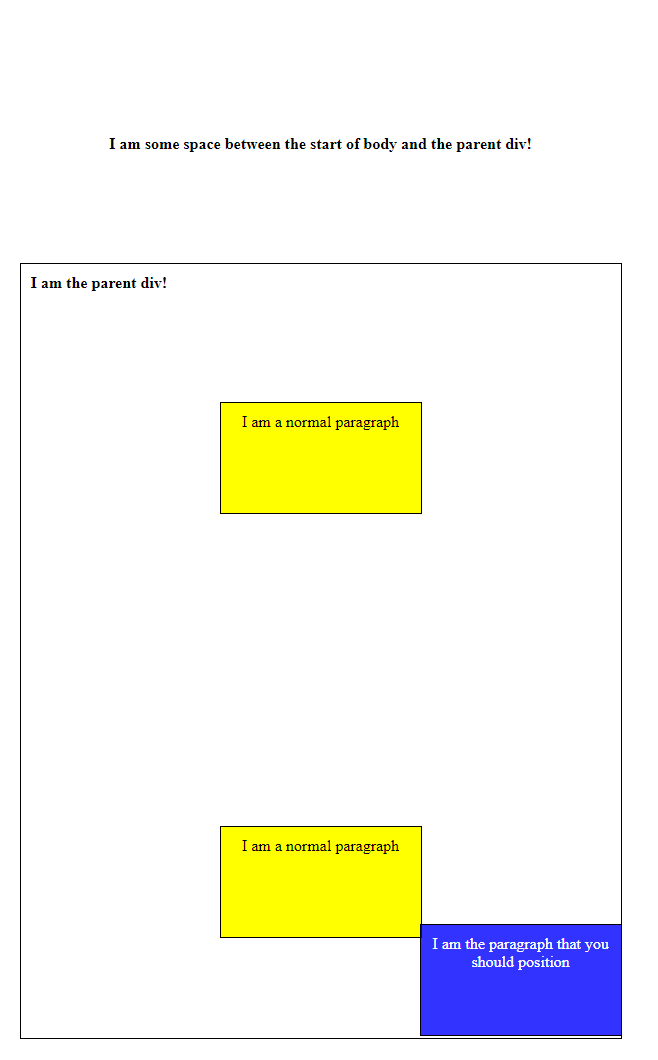 I am some space between the start of body and the parent div!
I am the parent div!
I am a normal paragraph
I am a normal paragraph
I am the paragraph that you
should position